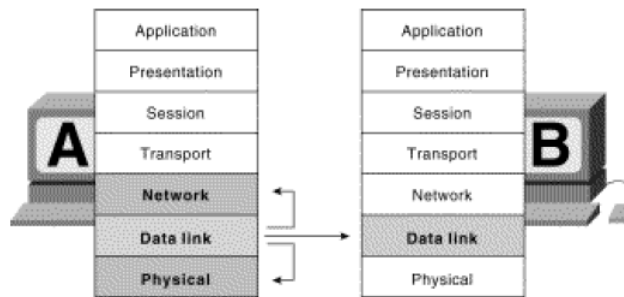 Application
Presentation
Session
Transport
Network
Data link
Physical
A
Application
Presentation
Session
Transport
Network
Data link
Physical
B